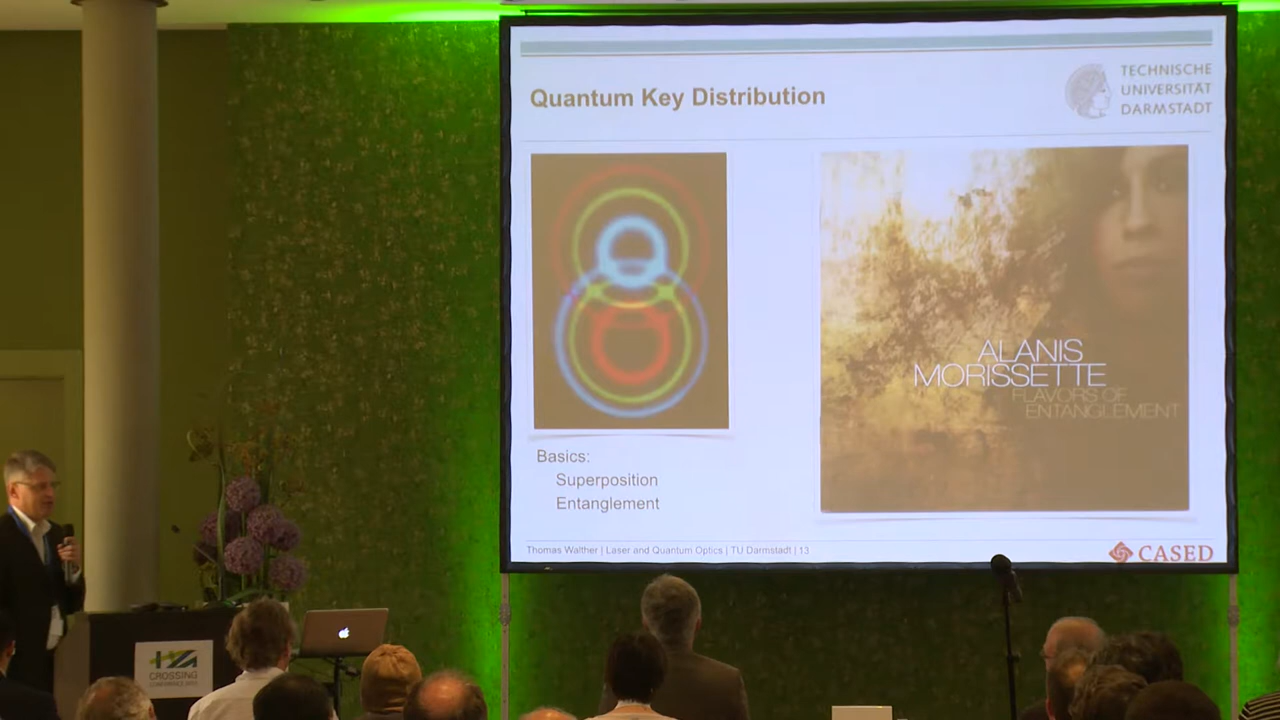 Quantum Key Distribution
TECHNISCHE
UNIVERSITÄT
DARMSTADT
ALANIS
MORISSETTE
FLAVORS OF
ENTANGLEMENT
Basics:
Superposition
Entanglement
Thomas Walther | Laser and Quantum Optics | TU Darmstadt | 13
CASED
CROSSING